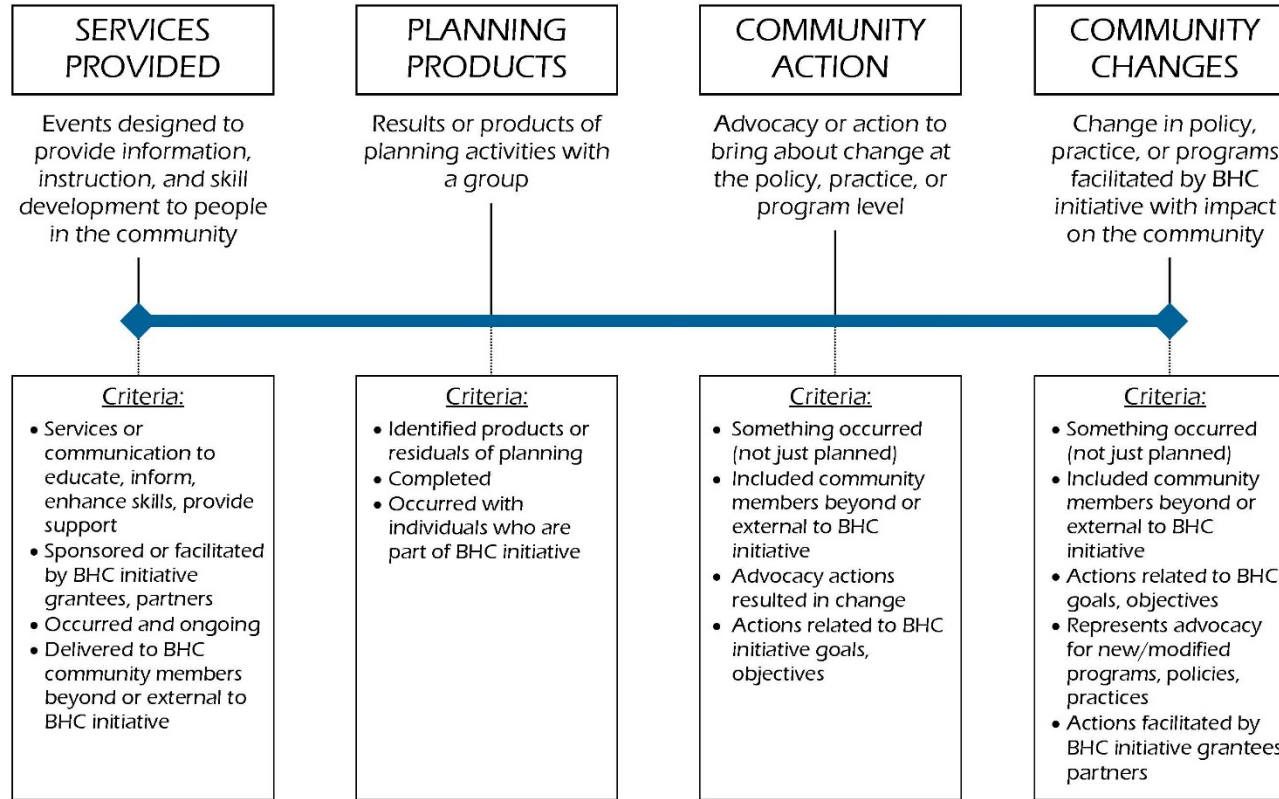 SERVICES
PROVIDED
Events designed to
provide information,
instruction, and skill
development to people
in the community
PLANNING
PRODUCTS
Results or products of
planning activities with
a group
COMMUNITY
ACTION
Advocacy or action to
bring about change at
the policy, practice, or
program level
COMMUNITY
CHANGES
Change in policy,
practice, or programs
facilitated by BHC
initiative with impact
on the community
Criteria:
• Services or
communication to
educate, inform,
enhance skills, provide
support
• Sponsored or facilitated
by BHC initiative
grantees, partners
• Occurred and ongoing
• Delivered to BHC
community members
beyond or external to
BHC initiative
Criteria:
• Identified products or
residuals of planning
• Completed
• Occurred with
individuals who are
part of BHC initiative
Criteria:
• Something occurred
(not just planned)
• Included community
members beyond or
external to BHC
initiative
• Advocacy actions
resulted in change
• Actions related to BHC
initiative goals,
objectives
Criteria:
• Something occurred
(not just planned)
• Included community
members beyond or
external to BHC
initiative
• Actions related to BHC
goals, objectives
• Represents advocacy
for new/modified
programs, policies,
practices
• Actions facilitated by
BHC initiative grantees
partners